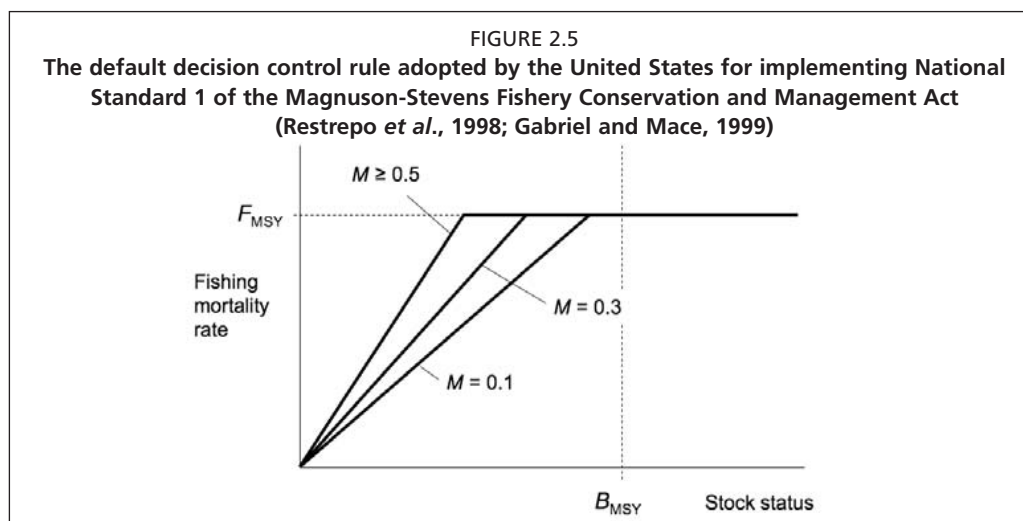 FIGURE 2.5
The default decision control rule adopted by the United States for implementing National
Standard 1 of the Magnuson-Stevens Fishery Conservation and Management Act
(Restrepo et al., 1998; Gabriel and Mace, 1999)
M ≥ 0.5
FMSY
Fishing
mortality
rate
M = 0.3
M = 0.1
BMSY Stock status